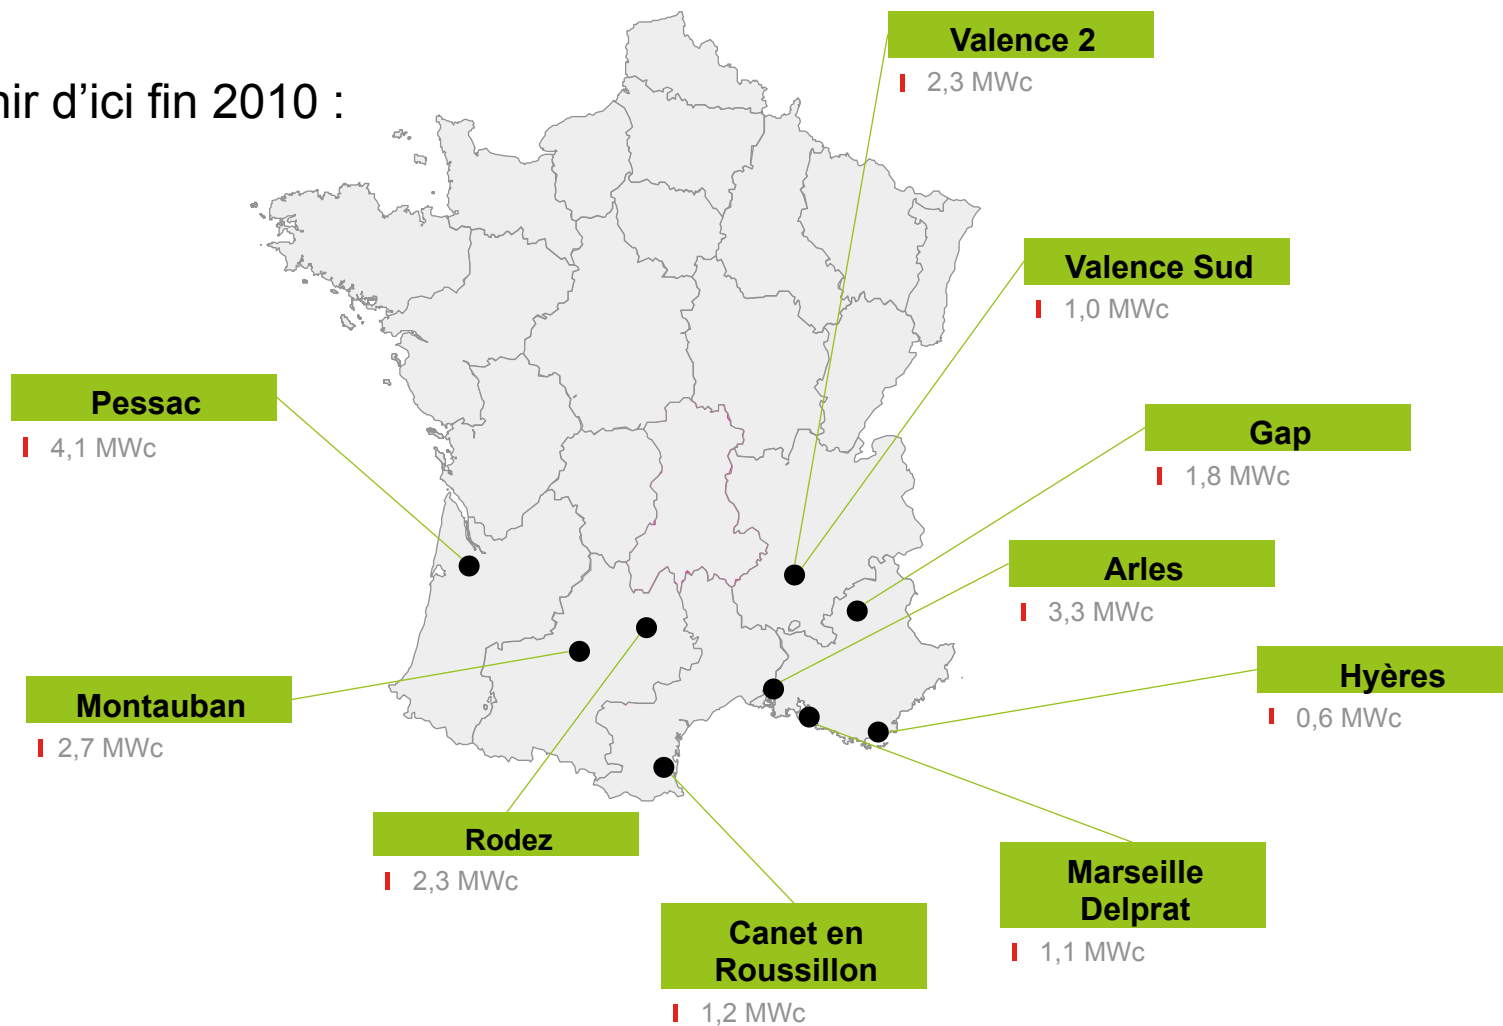 Valence 2
2,3 MWc
d'ici fin 2010 :
Valence Sud
1,0 MWc
Pessac
4,1 MWc
Gap
1,8 MWc
Arles
3,3 MWc
Hyères
0,6 MWc
Montauban
2,7 MWc
Rodez
2,3 MWc
Marseille
Delprat
1,1 MWc
Canet en
Roussillon
1,2 MWc